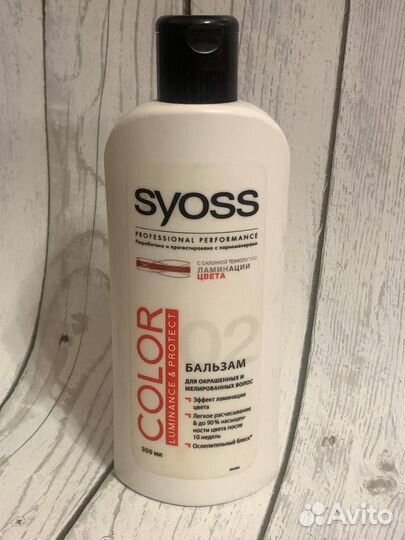 syoss
PROFESSIONAL PERFORMANCE
Разработано и протестировано с парикмахерами
С САЛОННОЙ ТЕХНОЛОГИЕЙ
ЛАМИНАЦИИ
ЦВЕТА
COLOR
LUMINANCE & PROTECT
02
БАЛЬЗАМ
ДЛЯ ОКРАШЕННЫХ И
МЕЛИРОВАННЫХ ВОЛОС
Эффект ламинации
цвета
Легкое расчесывание
& до 90% насыщен-
ности цвета после
10 недель
Ослепительный блеск*
300 мл
Avito